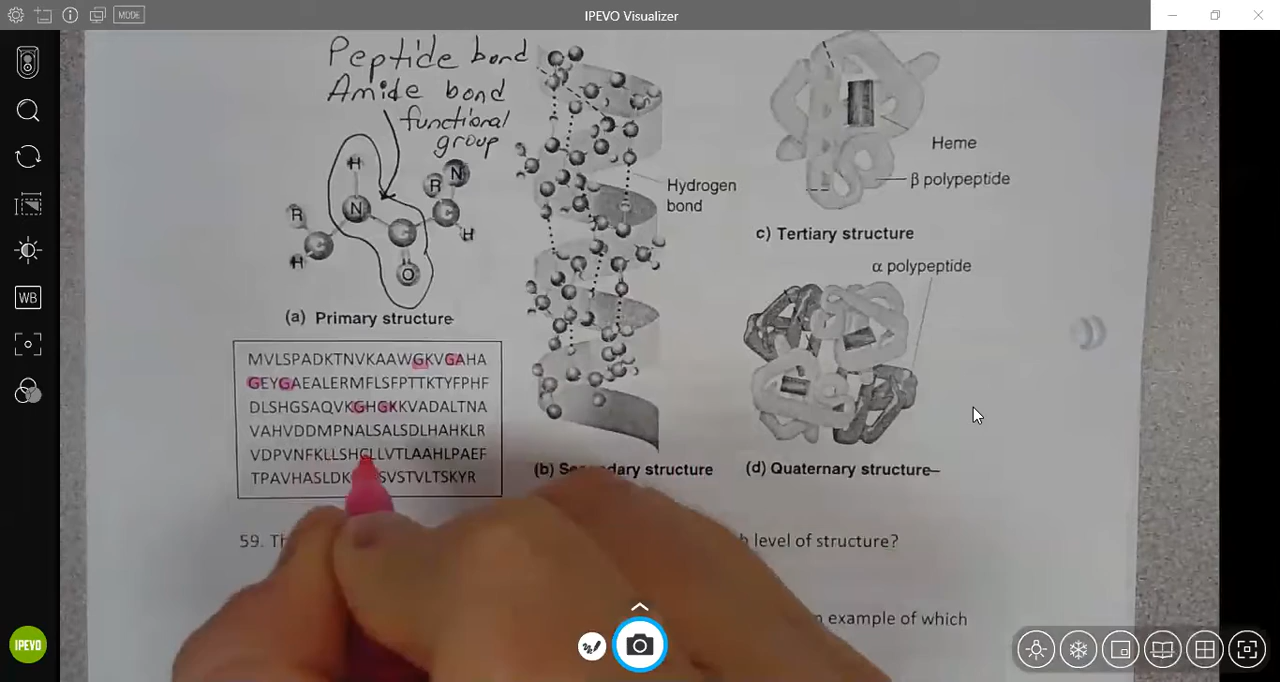 IPEVO Visualizer
MODE
WB
IPEVO
Peptide bond
Amide bond
functional
group
H
R
N
C
C
H
O
R
N
C
H
(a) Primary structure
Hydrogen
bond
(b) Secondary structure
Heme
β polypeptide
c) Tertiary structure
α polypeptide
(d) Quaternary structure
MVLSPADKTNVKAAWGKVGAHA
GEYGAEALERMFLSFPTTKTYFPHF
DLSHGSAQVKGHGKKVADALTNA
VAHVDDMPNALSALSDLHAHKLR
VDPVNFKLLSHCLLVTLAAHLPAEF
TPAVHASLDK SVSTVLTSKYR
59. Th
level of structure?
example of which